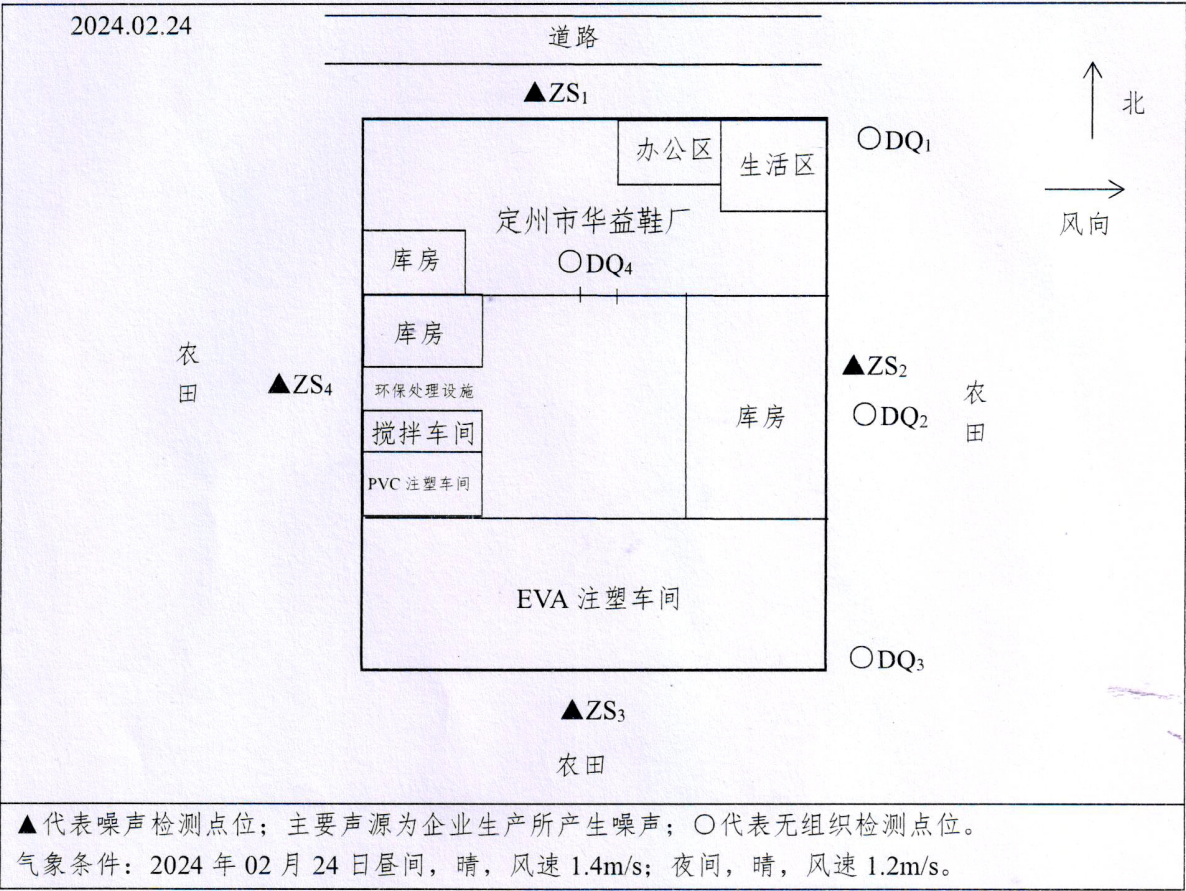 2024.02.24
道路
▲ZS₁
北
办公区
生活区
○DQ₁
风向
定州市华益鞋厂
库房
○DQ₄
库房
农田
▲ZS₄
环保处理设施
▲ZS₂
农田
库房
○DQ₂
搅拌车间
PVC 注塑车间
EVA 注塑车间
○DQ₃
▲ZS₃
农田
▲代表噪声检测点位；主要声源为企业生产所产生噪声；○代表无组织检测点位。
气象条件：2024 年 02 月 24 日昼间，晴，风速 1.4m/s；夜间，晴，风速 1.2m/s。